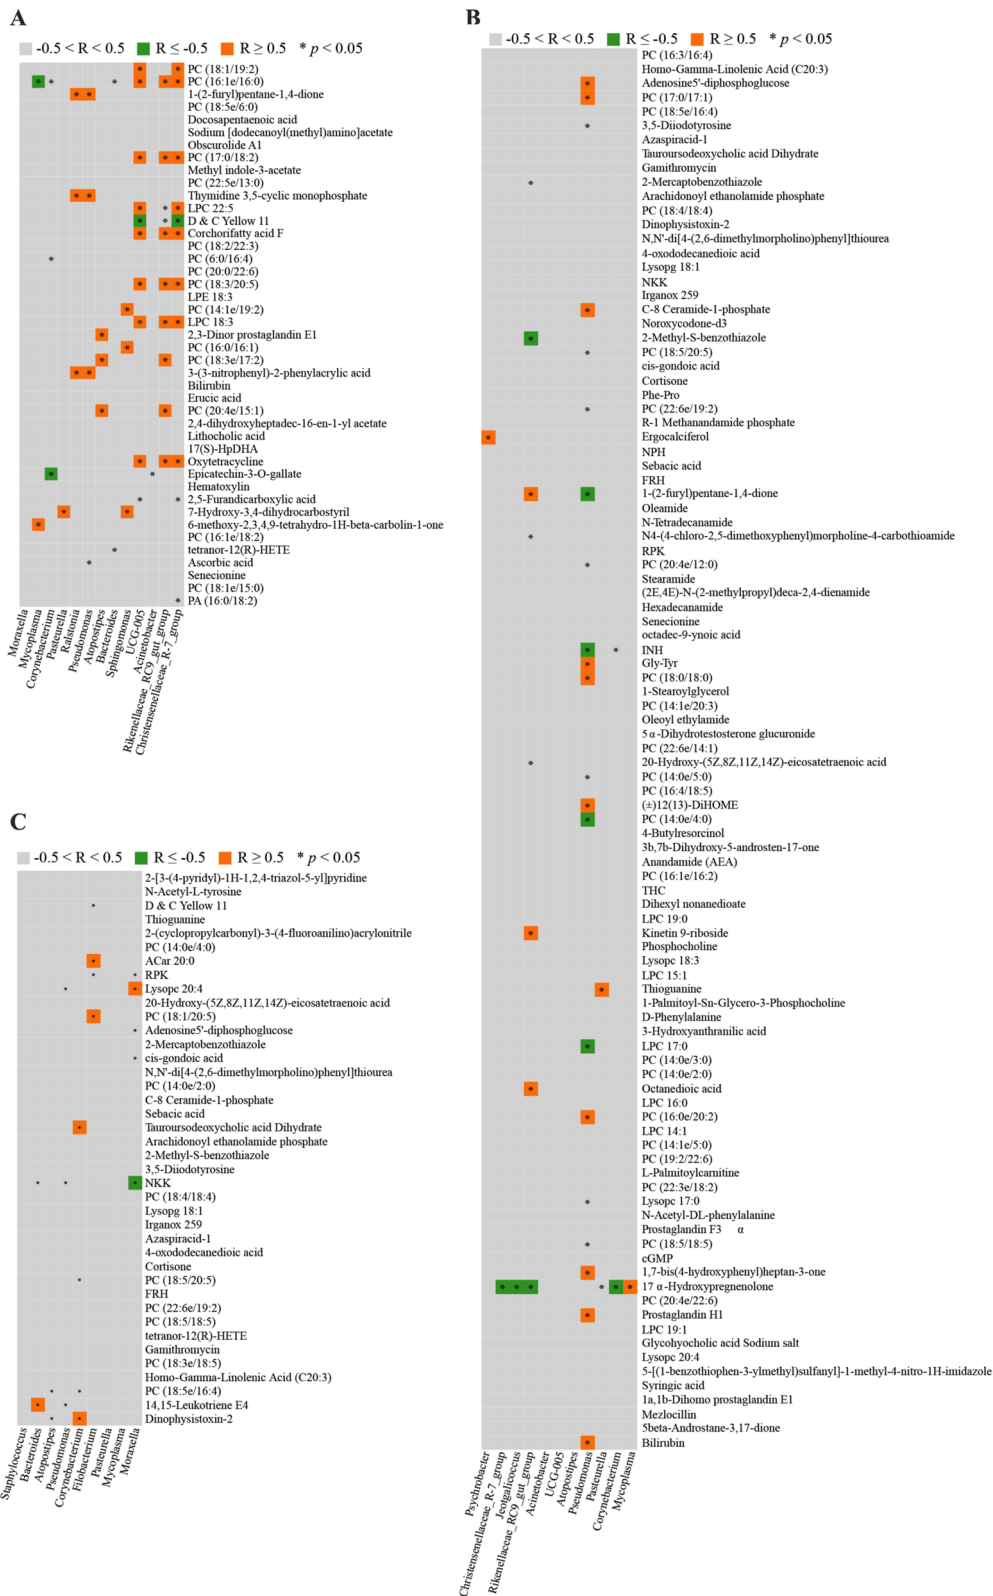 A
-0.5 < R < 0.5 R ≤ -0.5 R ≥ 0.5 * p < 0.05
PC (18:1/19:2)
PC (16:1e/16:0)
1-(2-furyl)pentane-1,4-dione
PC (18:5e/6:0)
Docosapentaenoic acid
Sodium [dodecanoyl(methyl)amino]acetate
Obscurolide A1
PC (17:0/18:2)
Methyl indole-3-acetate
PC (22:5e/13:0)
Thymidine 3,5-cyclic monophosphate
LPC 22:5
D & C Yellow 11
Corchorifatty acid F
PC (18:2/22:3)
PC (6:0/16:4)
PC (20:0/22:6)
PC (18:3/20:5)
LPE 18:3
PC (14:1e/19:2)
LPC 18:3
2,3-Dinor prostaglandin E1
PC (16:0/16:1)
PC (18:3e/17:2)
3-(3-nitrophenyl)-2-phenylacrylic acid
Bilirubin
Erucic acid
PC (20:4e/15:1)
2,4-dihydroxyheptadec-16-en-1-yl acetate
Lithocholic acid
17(S)-HpDHA
Oxytetracycline
Epicatechin-3-O-gallate
Hematoxylin
2,5-Furandicarboxylic acid
7-Hydroxy-3,4-dihydrocarbostyril
6-methoxy-2,3,4,9-tetrahydro-1H-beta-carbolin-1-one
PC (16:1e/18:2)
tetranor-12(R)-HETE
Ascorbic acid
Senecionine
PC (18:1e/15:0)
PA (16:0/18:2)
Moraxella
Mycoplasma
Corynebacterium
Pasteurella
Ralstonia
Pseudomonas
Atopostipes
Bacteroides
Sphingomonas
UCG-005
Acinetobacter
Rikenellaceae_RC9_gut_group
Christensenellaceae_R-7_group
B
-0.5 < R < 0.5 R ≤ -0.5 R ≥ 0.5 * p < 0.05
PC (16:3/16:4)
Homo-Gamma-Linolenic Acid (C20:3)
Adenosine5'-diphosphoglucose
PC (17:0/17:1)
PC (18:5e/16:4)
3,5-Diiodotyrosine
Azaspiracid-1
Tauroursodeoxycholic acid Dihydrate
Gamithromycin
2-Mercaptobenzothiazole
Arachidonoyl ethanolamide phosphate
PC (18:4/18:4)
Dinophysistoxin-2
N,N'-di[4-(2,6-dimethylmorpholino)phenyl]thiourea
4-oxododecanedioic acid
Lysopg 18:1
NKK
Irganox 259
C-8 Ceramide-1-phosphate
Noroxycodone-d3
2-Methyl-S-benzothiazole
PC (18:5/20:5)
cis-gondoic acid
Cortisone
Phe-Pro
PC (22:6e/19:2)
R-1 Methanandamide phosphate
Ergocalciferol
NPH
Sebacic acid
FRH
1-(2-furyl)pentane-1,4-dione
Oleamide
N-Tetradecanamide
N4-(4-chloro-2,5-dimethoxyphenyl)morpholine-4-carbothioamide
RPK
PC (20:4e/12:0)
Stearamide
(2E,4E)-N-(2-methylpropyl)deca-2,4-dienamide
Hexadecanamide
Senecionine
octadec-9-ynoic acid
INH
Gly-Tyr
PC (18:0/18:0)
1-Stearoylglycerol
PC (14:1e/20:3)
Oleoyl ethylamide
5α-Dihydrotestosterone glucuronide
PC (22:6e/14:1)
20-Hydroxy-(5Z,8Z,11Z,14Z)-eicosatetraenoic acid
PC (14:0e/5:0)
PC (16:4/18:5)
(±)12(13)-DiHOME
PC (14:0e/4:0)
4-Butylresorcinol
3b,7b-Dihydroxy-5-androsten-17-one
Anandamide (AEA)
PC (16:1e/16:2)
THC
Dihexyl nonanedioate
LPC 19:0
Kinetin 9-riboside
Phosphocholine
Lysopc 18:3
LPC 15:1
Thioguanine
1-Palmitoyl-Sn-Glycero-3-Phosphocholine
D-Phenylalanine
3-Hydroxyanthranilic acid
LPC 17:0
PC (14:0e/3:0)
PC (14:0e/2:0)
Octanedioic acid
LPC 16:0
PC (16:0e/20:2)
LPC 14:1
PC (14:1e/5:0)
PC (19:2/22:6)
L-Palmitoylcarnitine
PC (22:3e/18:2)
Lysopc 17:0
N-Acetyl-DL-phenylalanine
Prostaglandin F3 α
PC (18:5/18:5)
cGMP
1,7-bis(4-hydroxyphenyl)heptan-3-one
17 α-Hydroxypregnenolone
PC (20:4e/22:6)
Prostaglandin H1
LPC 19:1
Glycohyocholic acid Sodium salt
Lysopc 20:4
5-[(1-benzothiophen-3-ylmethyl)sulfanyl]-1-methyl-4-nitro-1H-imidazole
Syringic acid
1a,1b-Dihomo prostaglandin E1
Mezlocillin
5beta-Androstane-3,17-dione
Bilirubin
Psychrobacter
Christensenellaceae_R-7_group
Jeotgalicoccus
Rikenellaceae_RC9_gut_group
Acinetobacter
UCG-005
Atopostipes
Pseudomonas
Pasteurella
Corynebacterium
Mycoplasma
C
-0.5 < R < 0.5 R ≤ -0.5 R ≥ 0.5 * p < 0.05
2-[3-(4-pyridyl)-1H-1,2,4-triazol-5-yl]pyridine
N-Acetyl-L-tyrosine
D & C Yellow 11
Thioguanine
2-(cyclopropylcarbonyl)-3-(4-fluoroanilino)acrylonitrile
PC (14:0e/4:0)
ACar 20:0
RPK
Lysopc 20:4
20-Hydroxy-(5Z,8Z,11Z,14Z)-eicosatetraenoic acid
PC (18:1/20:5)
Adenosine5'-diphosphoglucose
2-Mercaptobenzothiazole
cis-gondoic acid
N,N'-di[4-(2,6-dimethylmorpholino)phenyl]thiourea
PC (14:0e/2:0)
C-8 Ceramide-1-phosphate
Sebacic acid
Tauroursodeoxycholic acid Dihydrate
Arachidonoyl ethanolamide phosphate
2-Methyl-S-benzothiazole
3,5-Diiodotyrosine
NKK
PC (18:4/18:4)
Lysopg 18:1
Irganox 259
Azaspiracid-1
4-oxododecanedioic acid
Cortisone
PC (18:5/20:5)
FRH
PC (22:6e/19:2)
PC (18:5/18:5)
tetranor-12(R)-HETE
Gamithromycin
PC (18:3e/18:5)
Homo-Gamma-Linolenic Acid (C20:3)
PC (18:5e/16:4)
14,15-Leukotriene E4
Dinophysistoxin-2
Staphylococcus
Bacteroides
Atopostipes
Pseudomonas
Corynebacterium
Filobacterium
Pasteurella
Mycoplasma
Moraxella